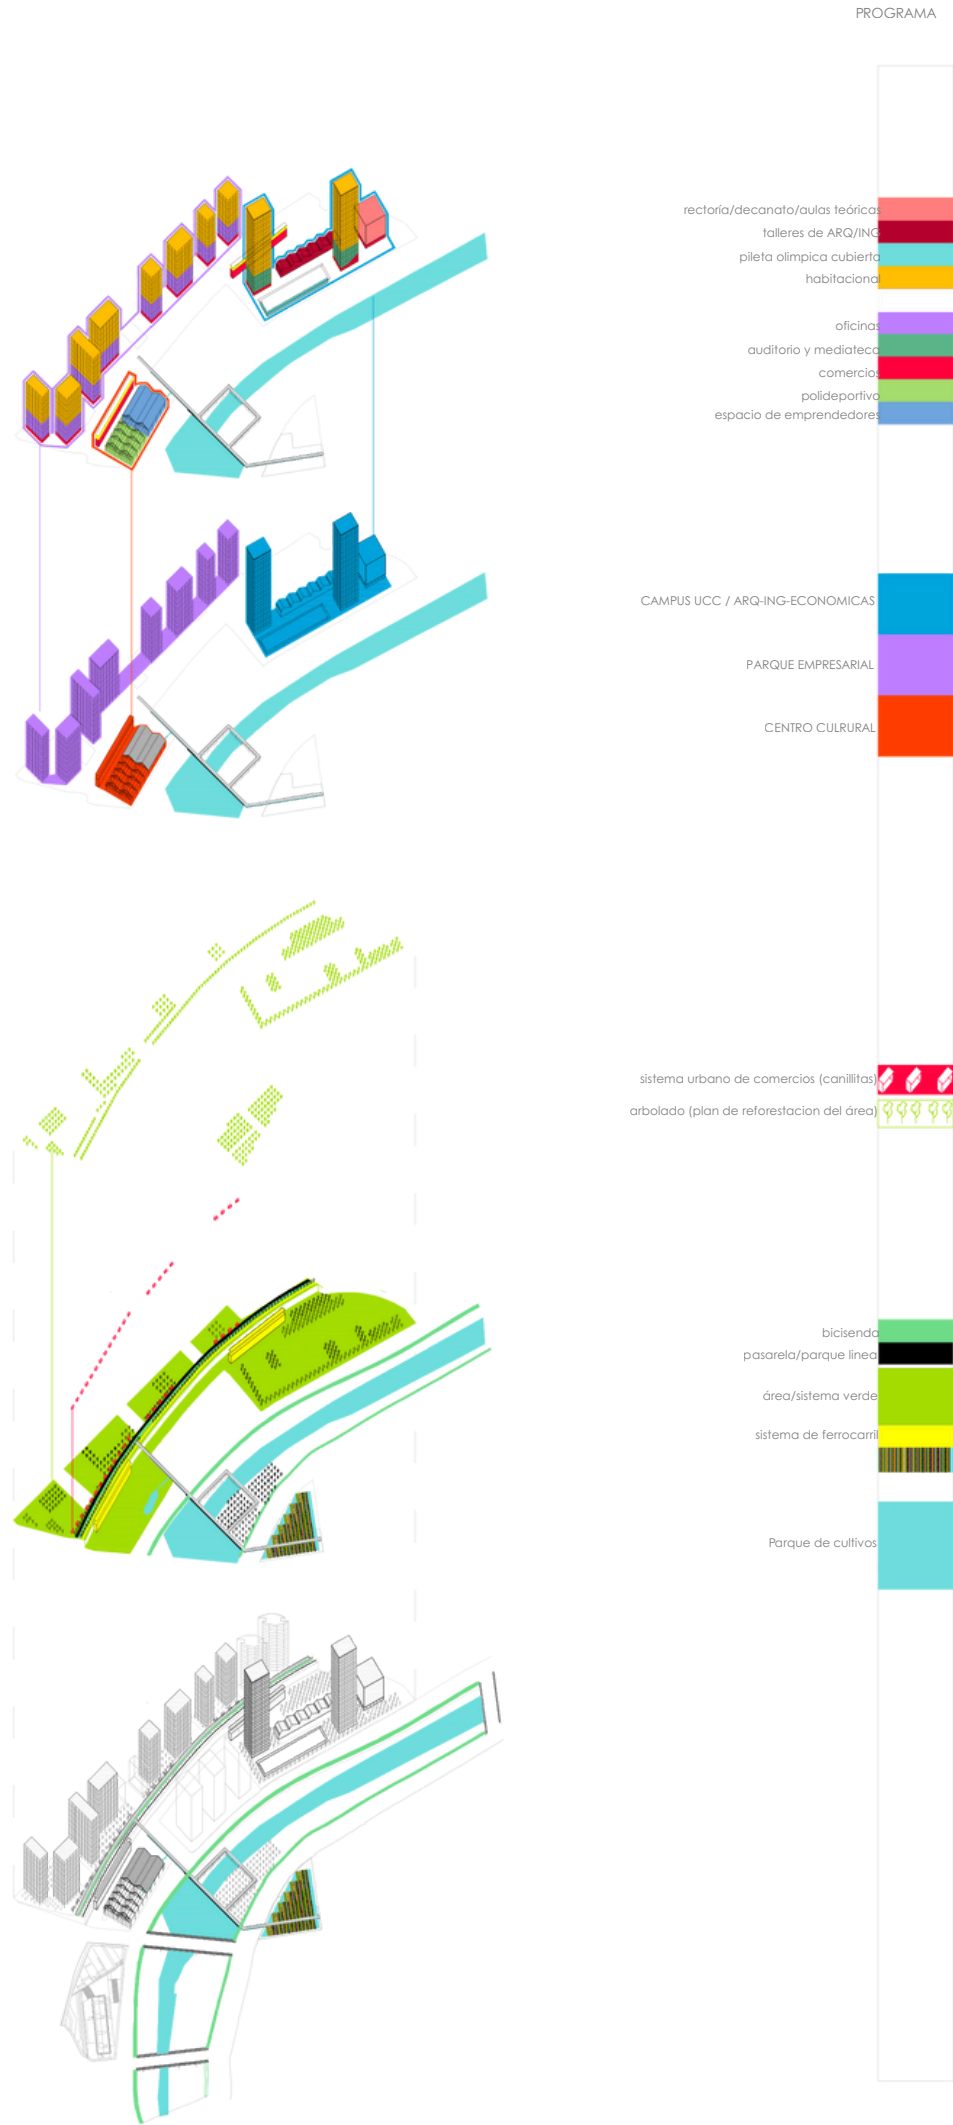 PROGRAMA
rectoría/decanato/aulas teóricas
talleres de ARQ/ING
pileta olimpica cubierta
habitacional
oficinas
auditorio y mediateca
comercios
polideportivo
espacio de emprendedores
CAMPUS UCC / ARQ-ING-ECONOMICAS
PARQUE EMPRESARIAL
CENTRO CULRURAL
sistema urbano de comercios (canillitas)
arbolado (plan de reforestacion del área)
bicisenda
pasarela/parque lineal
área/sistema verde
sistema de ferrocarril
Parque de cultivos